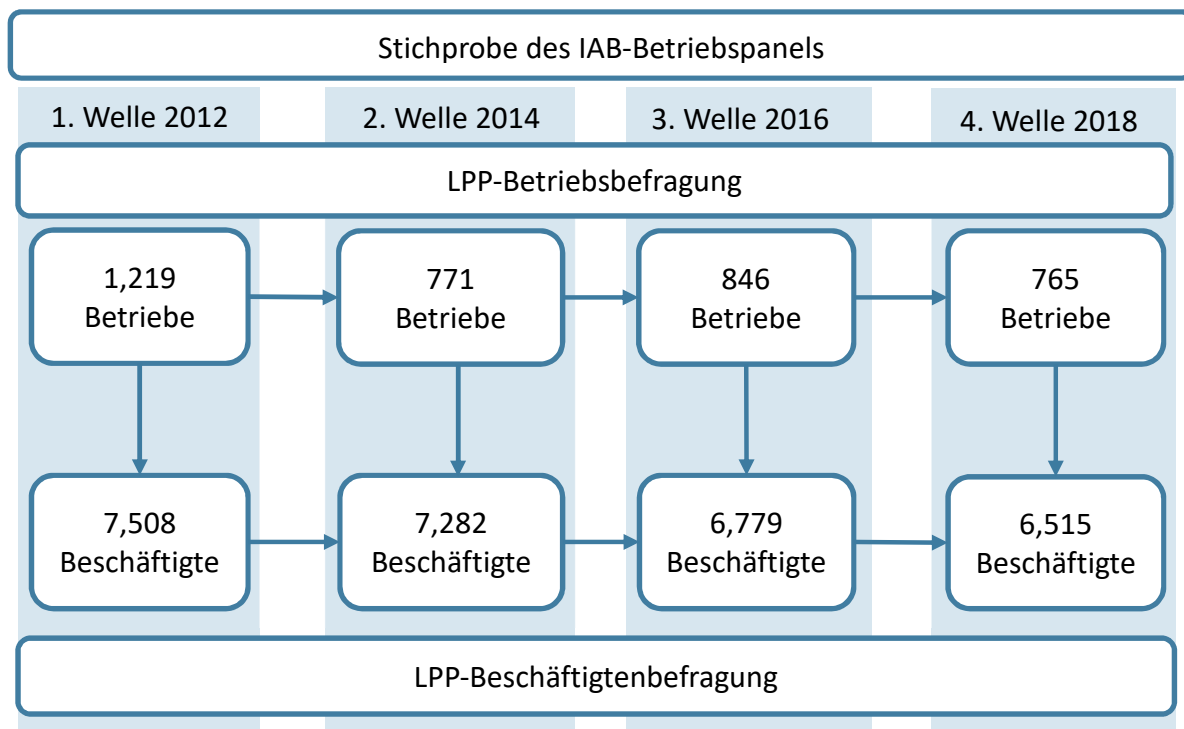 Stichprobe des IAB-Betriebspanels
1. Welle 2012
2. Welle 2014
3. Welle 2016
4. Welle 2018
LPP-Betriebsbefragung
1,219
Betriebe
771
Betriebe
846
Betriebe
765
Betriebe
7,508
Beschäftigte
7,282
Beschäftigte
6,779
Beschäftigte
6,515
Beschäftigte
LPP-Beschäftigtenbefragung